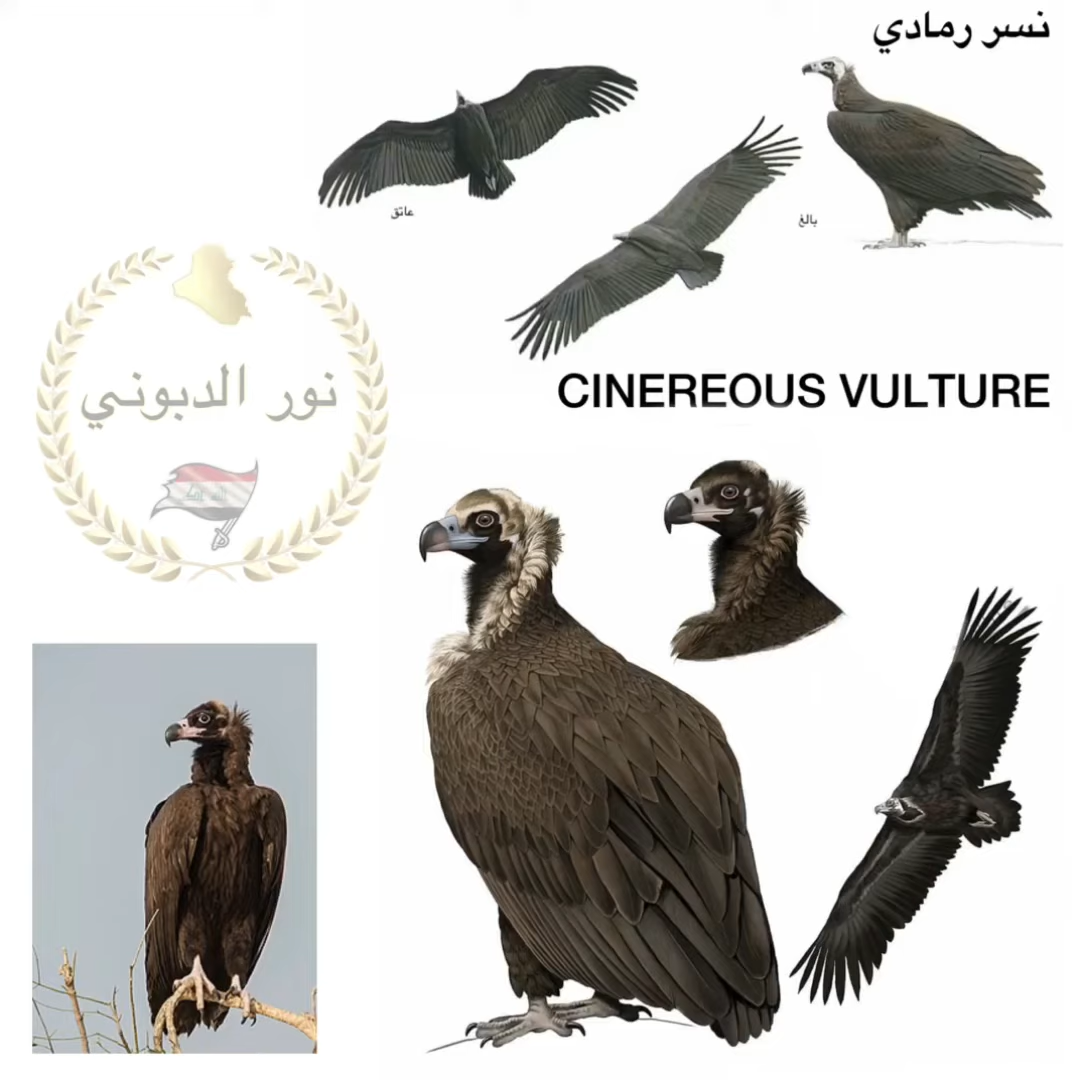 نسر رمادي
عاتق
بالغ
CINEREOUS VULTURE
نور الدبوني